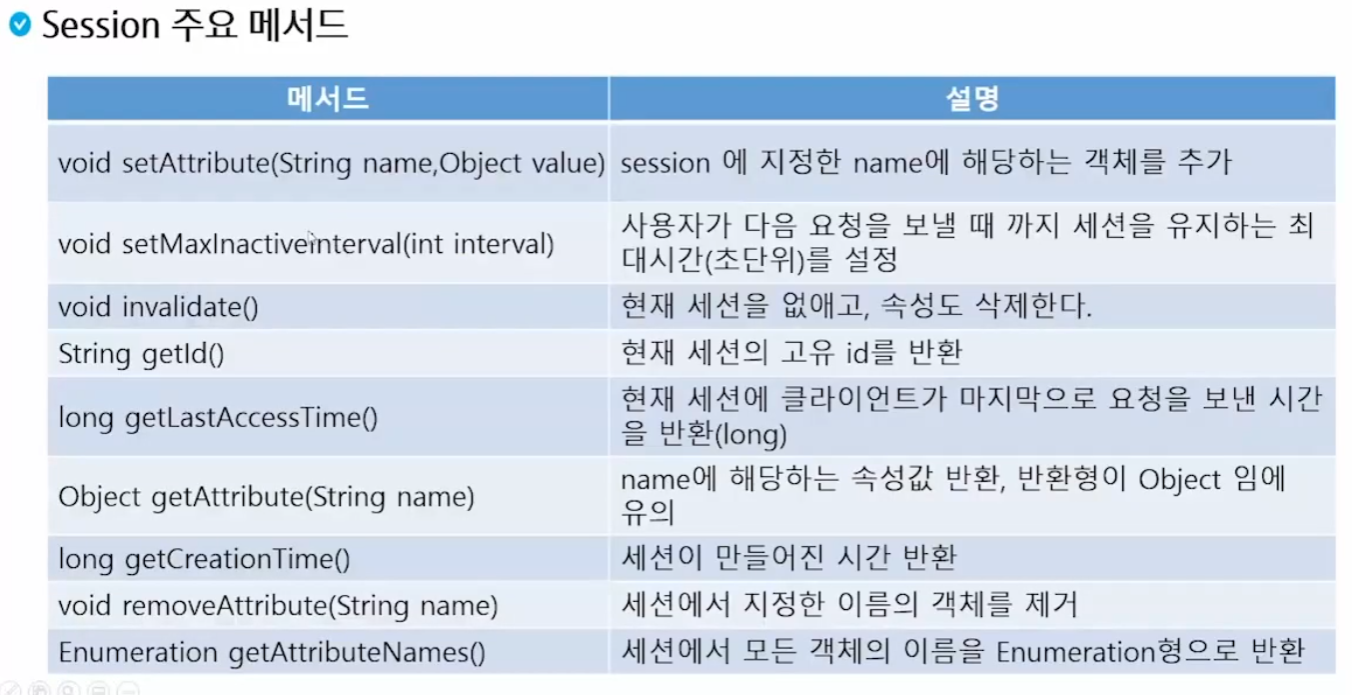 Session 주요 메서드
메서드
설명
void setAttribute(String name,Object value)
session 에 지정한 name에 해당하는 객체를 추가
void setMaxInactiveInterval(int interval)
사용자가 다음 요청을 보낼 때 까지 세션을 유지하는 최
대시간(초단위)를 설정
void invalidate()
현재 세션을 없애고, 속성도 삭제한다.
String getId()
현재 세션의 고유 id를 반환
long getLastAccessTime()
현재 세션에 클라이언트가 마지막으로 요청을 보낸 시간
을 반환(long)
Object getAttribute(String name)
name에 해당하는 속성값 반환, 반환형이 Object 임에
유의
long getCreationTime()
세션이 만들어진 시간 반환
void removeAttribute(String name)
세션에서 지정한 이름의 객체를 제거
Enumeration getAttributeNames()
세션에서 모든 객체의 이름을 Enumeration형으로 반환